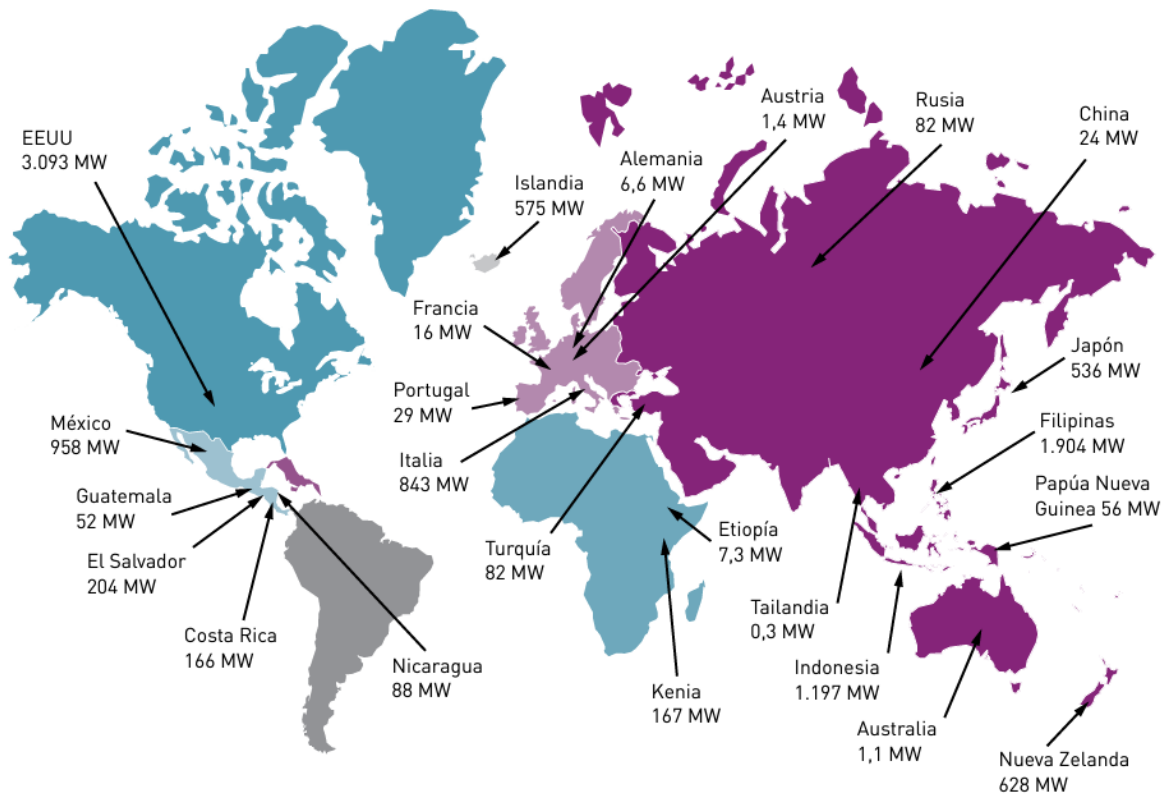 EEUU
3.093 MW
México
958 MW
Guatemala
52 MW
El Salvador
204 MW
Costa Rica
166 MW
Nicaragua
88 MW
Islandia
575 MW
Francia
16 MW
Portugal
29 MW
Italia
843 MW
Turquía
82 MW
Alemania
6,6 MW
Austria
1,4 MW
Rusia
82 MW
China
24 MW
Japón
536 MW
Filipinas
1.904 MW
Papúa Nueva
Guinea 56 MW
Etiopía
7,3 MW
Kenia
167 MW
Tailandia
0,3 MW
Indonesia
1.197 MW
Australia
1,1 MW
Nueva Zelanda
628 MW